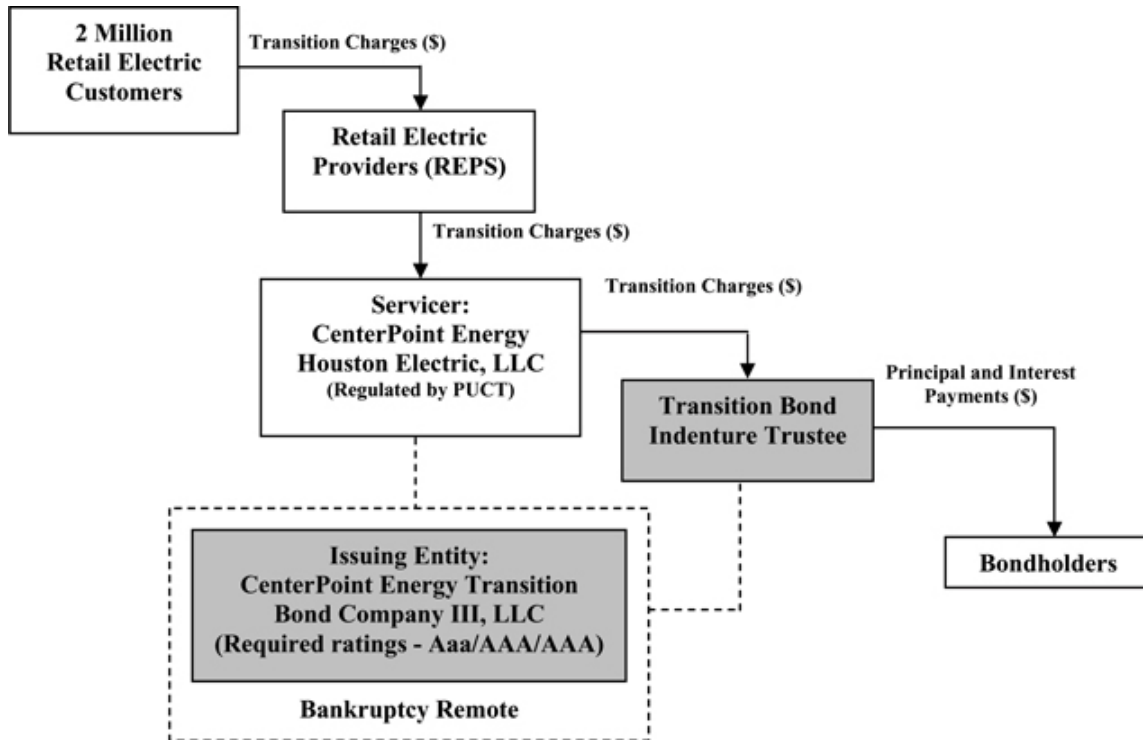 2 Million
Retail Electric
Customers
Transition Charges ($)
Retail Electric
Providers (REPS)
Transition Charges ($)
Servicer:
CenterPoint Energy
Houston Electric, LLC
(Regulated by PUCT)
Transition Charges ($)
Transition Bond
Indenture Trustee
Principal and Interest
Payments ($)
Bondholders
Issuing Entity:
CenterPoint Energy Transition
Bond Company III, LLC
(Required ratings - Aaa/AAA/AAA)
Bankruptcy Remote